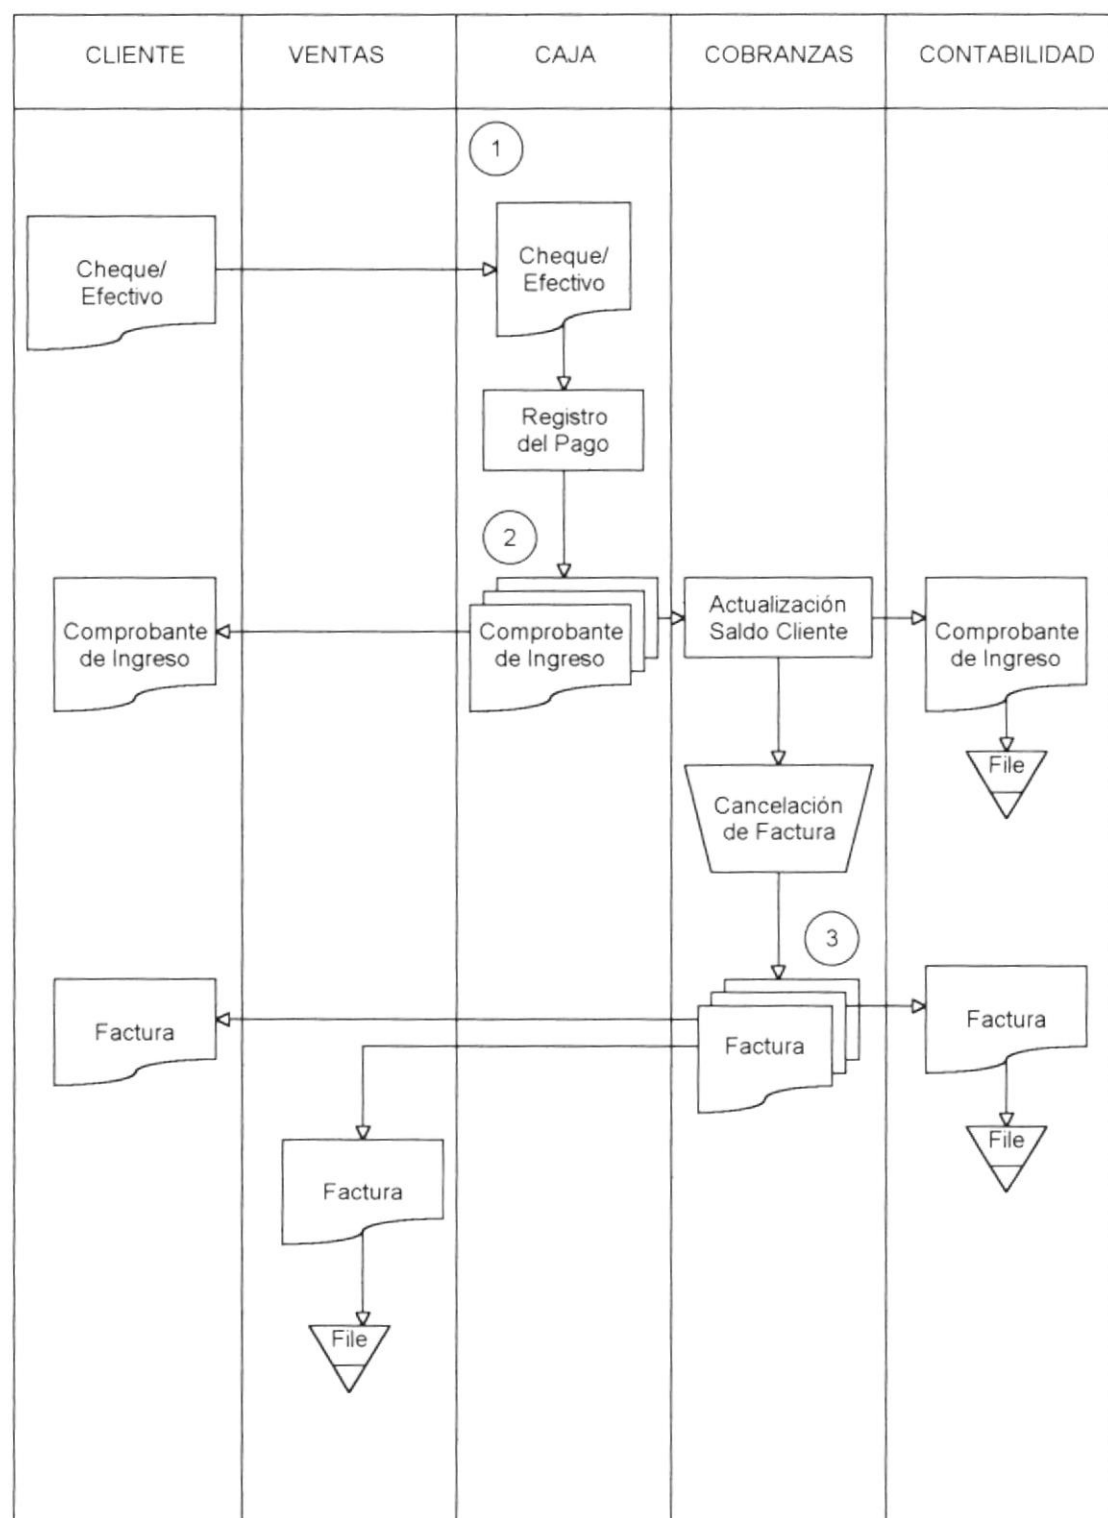 CLIENTE
VENTAS
CAJA
COBRANZAS
CONTABILIDAD
1
Cheque/
Efectivo
Cheque/
Efectivo
Registro
del Pago
2
Comprobante
de Ingreso
Comprobante
de Ingreso
Actualización
Saldo Cliente
Comprobante
de Ingreso
File
Cancelación
de Factura
3
Factura
Factura
Factura
File
Factura
File